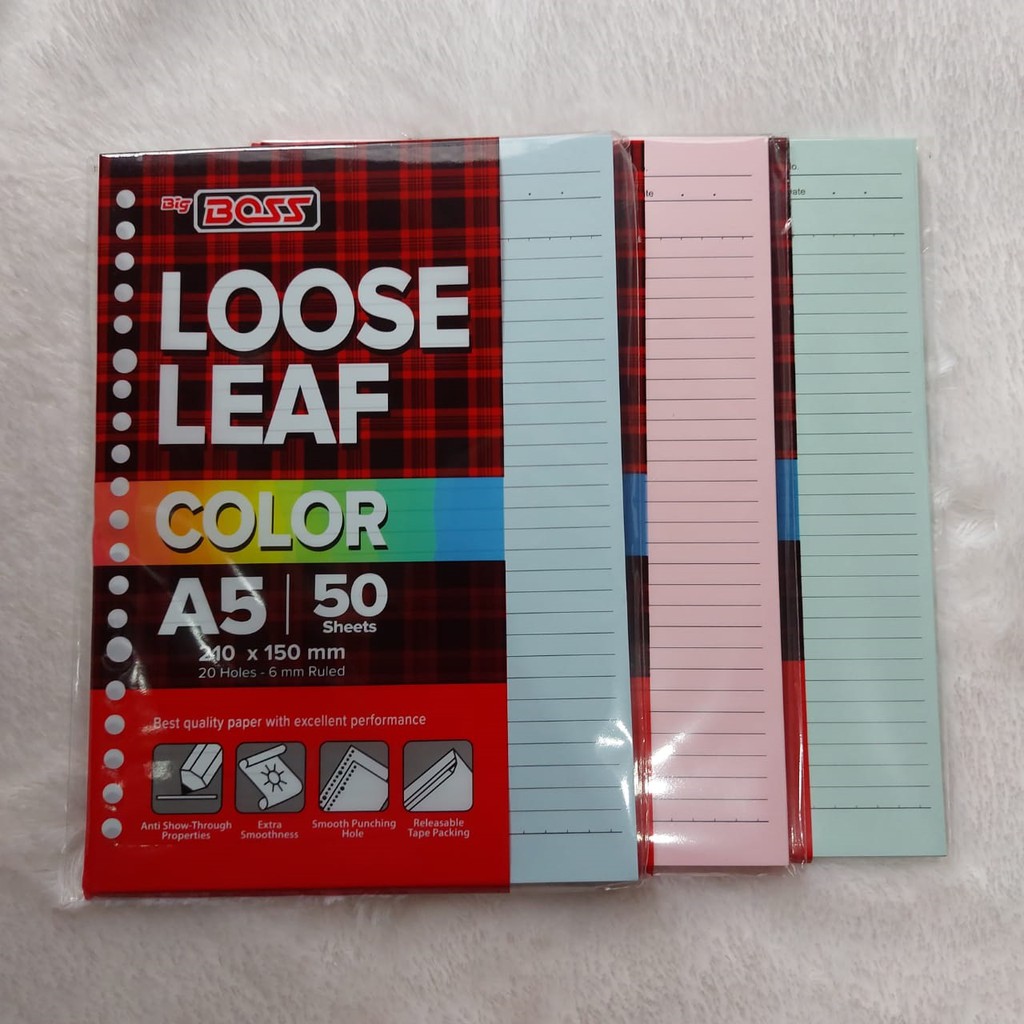 Big BOSS
LOOSE
LEAF
COLOR
A5 | 50
Sheets
210 x 150 mm
20 Holes - 6 mm Ruled
Best quality paper with excellent performance
Anti Show-Through
Properties
Extra
Smoothness
Smooth Punching
Hole
Releasable
Tape Packing